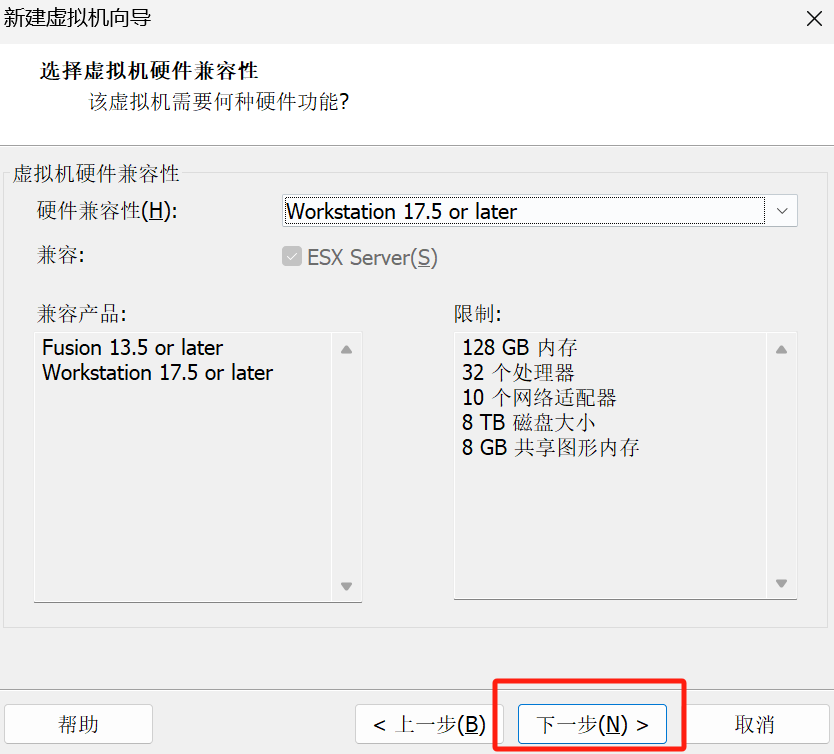 新建虚拟机向导
选择虚拟机硬件兼容性
该虚拟机需要何种硬件功能?
虚拟机硬件兼容性
硬件兼容性(H): Workstation 17.5 or later
兼容: ESX Server(S)
兼容产品:
Fusion 13.5 or later
Workstation 17.5 or later
限制:
128 GB 内存
32 个处理器
10 个网络适配器
8 TB 磁盘大小
8 GB 共享图形内存
帮助 < 上一步(B) 下一步(N) > 取消